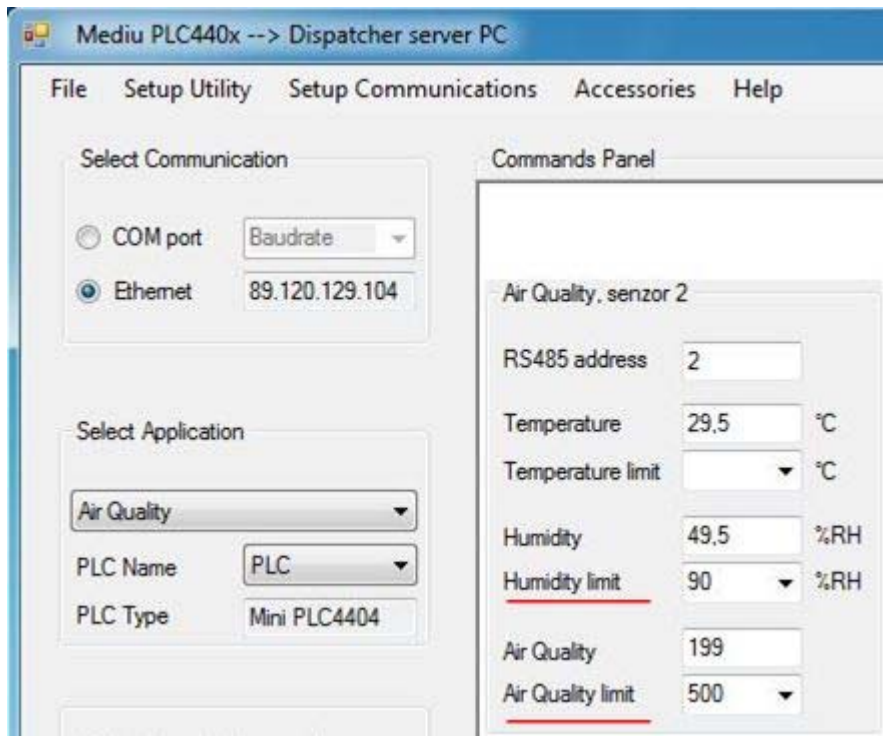 Mediu PLC440x --> Dispatcher server PC
File Setup Utility Setup Communications Accessories Help
Select Communication
COM port Baudrate
Ethernet 89.120.129.104
Select Application
Air Quality
PLC Name PLC
PLC Type Mini PLC4404
Commands Panel
Air Quality, senzor 2
RS485 address 2
Temperature 29,5 °C
Temperature limit °C
Humidity 49,5 %RH
Humidity limit 90 %RH
Air Quality 199
Air Quality limit 500